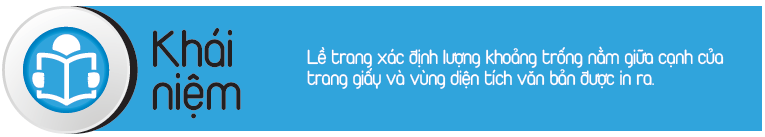 Khái
niệm
Lề trang xác định lượng khoảng trống nằm giữa cạnh của
trang giấy và vùng diện tích văn bản được in ra.